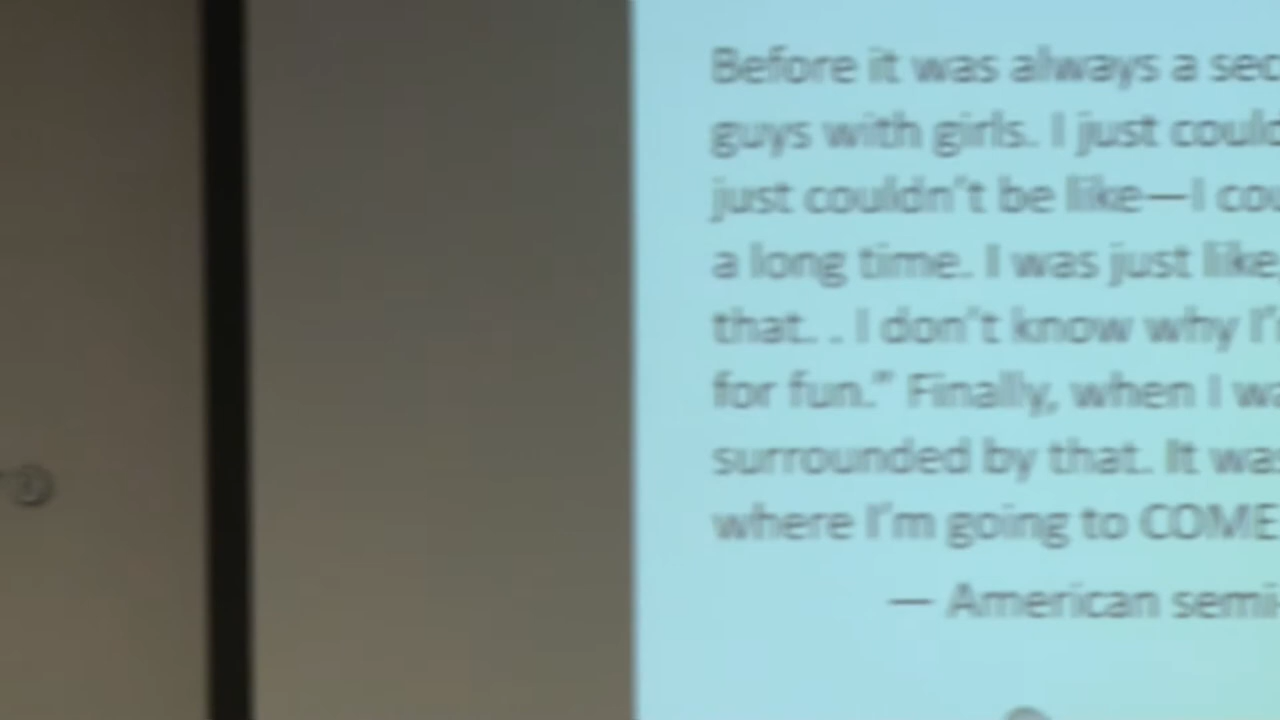 Before it was always a sec
guys with girls. I just could
just couldn't be like—I cou
a long time. I was just like,
that. . I don't know why I'
for fun." Finally, when I wa
surrounded by that. It was
where I'm going to COME
— American semi-